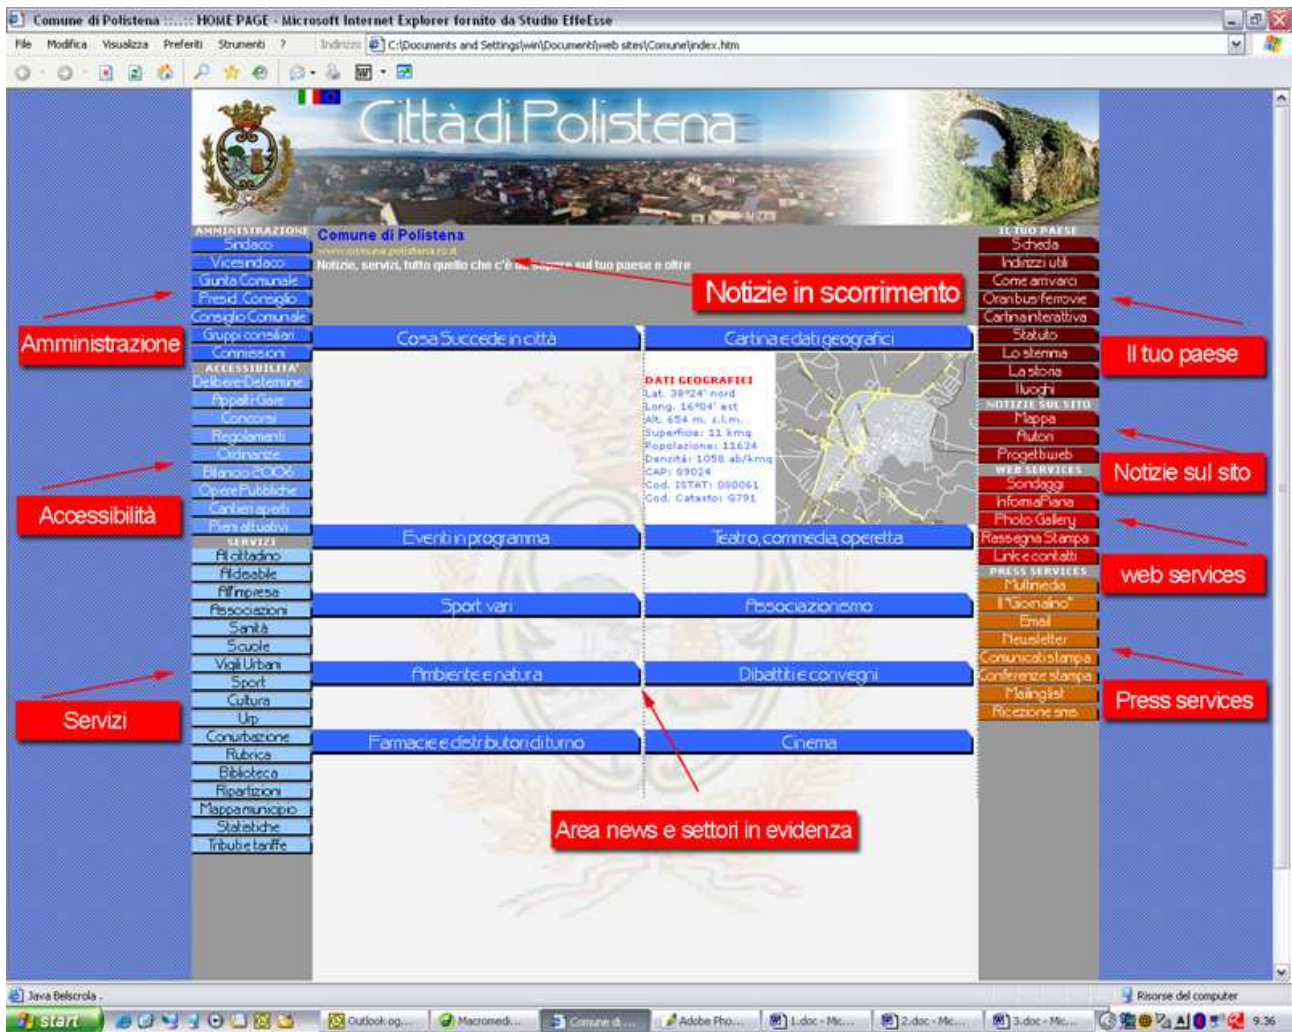 Comune di Polistena ::..:: HOME PAGE - Microsoft Internet Explorer fornito da Studio EffeEsse
File Modifica Visualizza Preferiti Strumenti ? Indirizzo C:\Documents and Settings\win\Documenti\web sites\Comune\index.htm
Città di Polistena
AMMINISTRAZIONE
Sindaco
Vicesindaco
Giunta Comunale
Presid. Consiglio
Consiglio Comunale
Gruppi consiliari
Commissioni
ACCESSIBILITA'
Delibere-Determine
Appalti-Gare
Concorsi
Regolamenti
Ordinanze
Bilancio 2006
Opere Pubbliche
Cantieri aperti
Piani attuativi
SERVIZI
Al cittadino
Al disabile
All'impresa
Associazioni
Sanità
Scuole
Vigili Urbani
Sport
Cultura
Urp
Conurbazione
Rubrica
Biblioteca
Ripartizioni
Mappa municipio
Statistiche
Tributi e tariffe
Amministrazione
Accessibilità
Servizi
Comune di Polistena
www.comune.polistena.rc.it
Notizie, servizi, tutto quello che c'è da sapere sul tuo paese e oltre
Notizie in scorrimento
Cosa Succede in città
Cartina e dati geografici
DATI GEOGRAFICI
Lat. 38°24' nord
Long. 16°04' est
Alt. 654 m. s.l.m.
Superficie: 11 kmq
Popolazione: 11634
Densità: 1058 ab/kmq
CAP: 89024
Cod. ISTAT: 080061
Cod. Catasto: G791
Eventi in programma
Teatro, commedia, operetta
Sport vari
Associazionismo
Ambiente e natura
Dibattiti e convegni
Farmacie e distributori di turno
Cinema
Area news e settori in evidenza
IL TUO PAESE
Scheda
Indirizzi utili
Come arrivarci
Orari bus-ferrovie
Cartina interattiva
Statuto
Lo stemma
La storia
I luoghi
NOTIZIE SUL SITO
Mappa
Autori
Progetti web
WEB SERVICES
Sondaggi
InformaPiana
Photo Gallery
Rassegna Stampa
Link e contatti
PRESS SERVICES
Multimedia
Il "Giornalino"
Email
Newsletter
Comunicati stampa
Conferenze stampa
Mailing list
Ricezione sms
Il tuo paese
Notizie sul sito
web services
Press services
Java Belscrola .
Risorse del computer
start Outlook og... Macromedi... Comune di ... Adobe Pho... 1.doc - Mic... 2.doc - Mic... 3.doc - Mic... 9.36